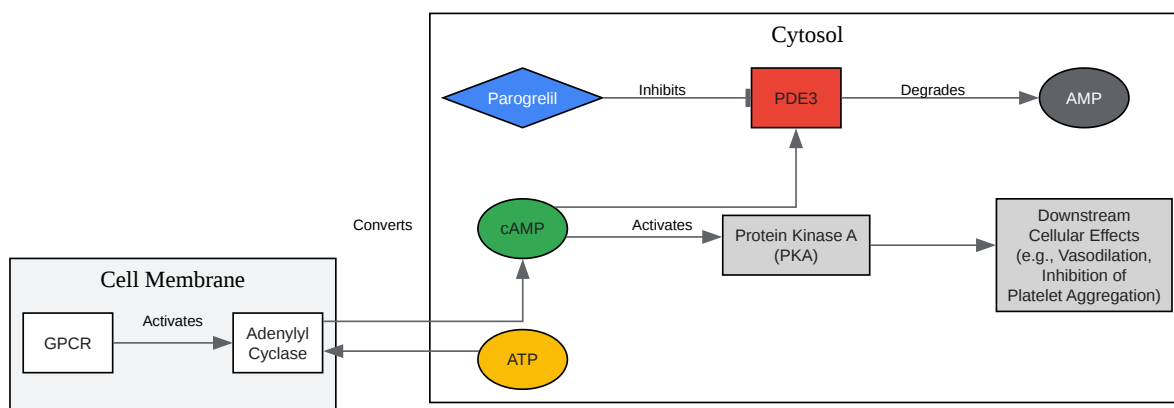 Cytosol
Parogrelil
Inhibits
PDE3
Degrades
AMP
Converts
cAMP
Activates
Protein Kinase A
(PKA)
Downstream
Cellular Effects
(e.g., Vasodilation,
Inhibition of
Platelet Aggregation)
Cell Membrane
GPCR
Activates
Adenylyl
Cyclase
ATP